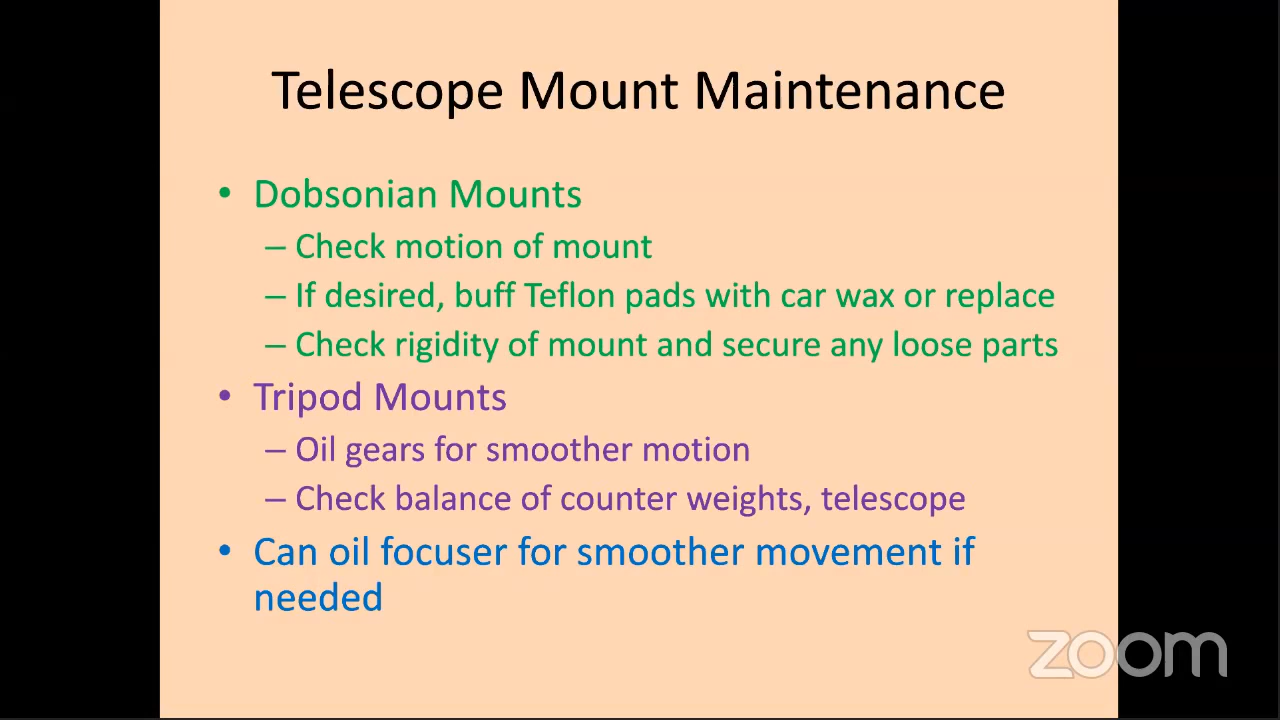 Telescope Mount Maintenance
• Dobsonian Mounts
– Check motion of mount
– If desired, buff Teflon pads with car wax or replace
– Check rigidity of mount and secure any loose parts
• Tripod Mounts
– Oil gears for smoother motion
– Check balance of counter weights, telescope
• Can oil focuser for smoother movement if
needed
zoom